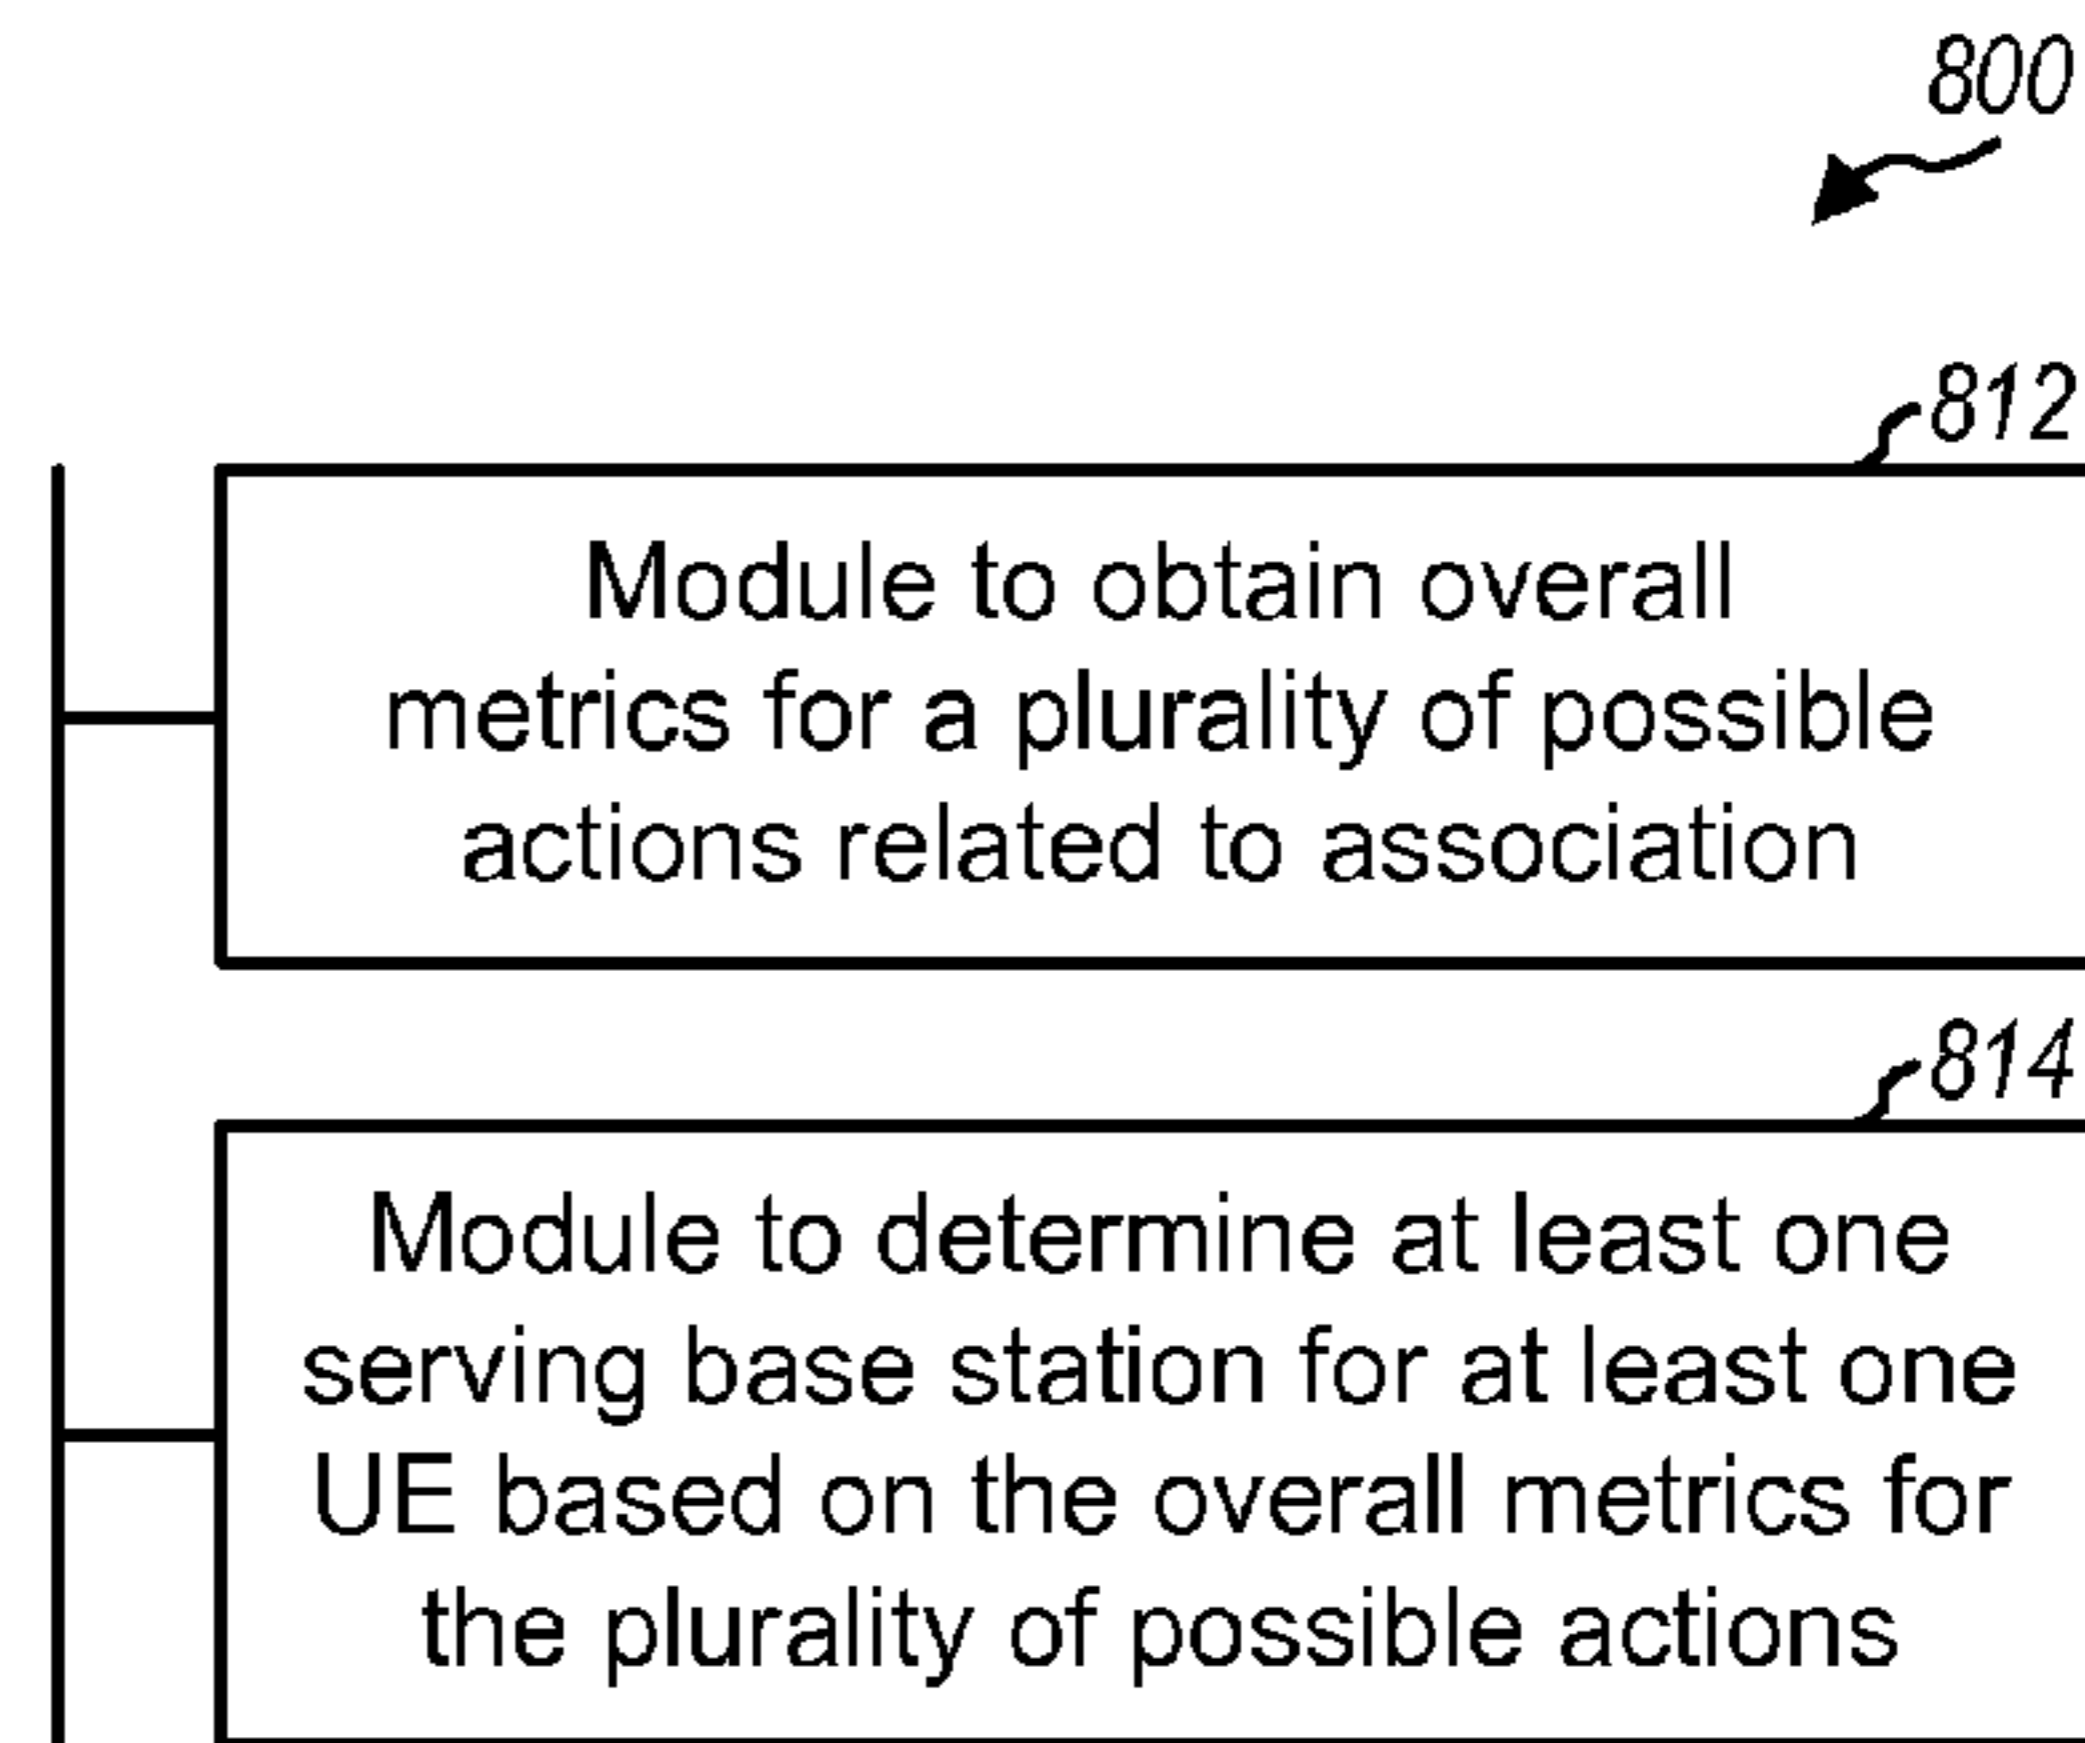 800
812
Module to obtain overall
metrics for a plurality of possible
actions related to association
814
Module to determine at least one
serving base station for at least one
UE based on the overall metrics for
the plurality of possible actions